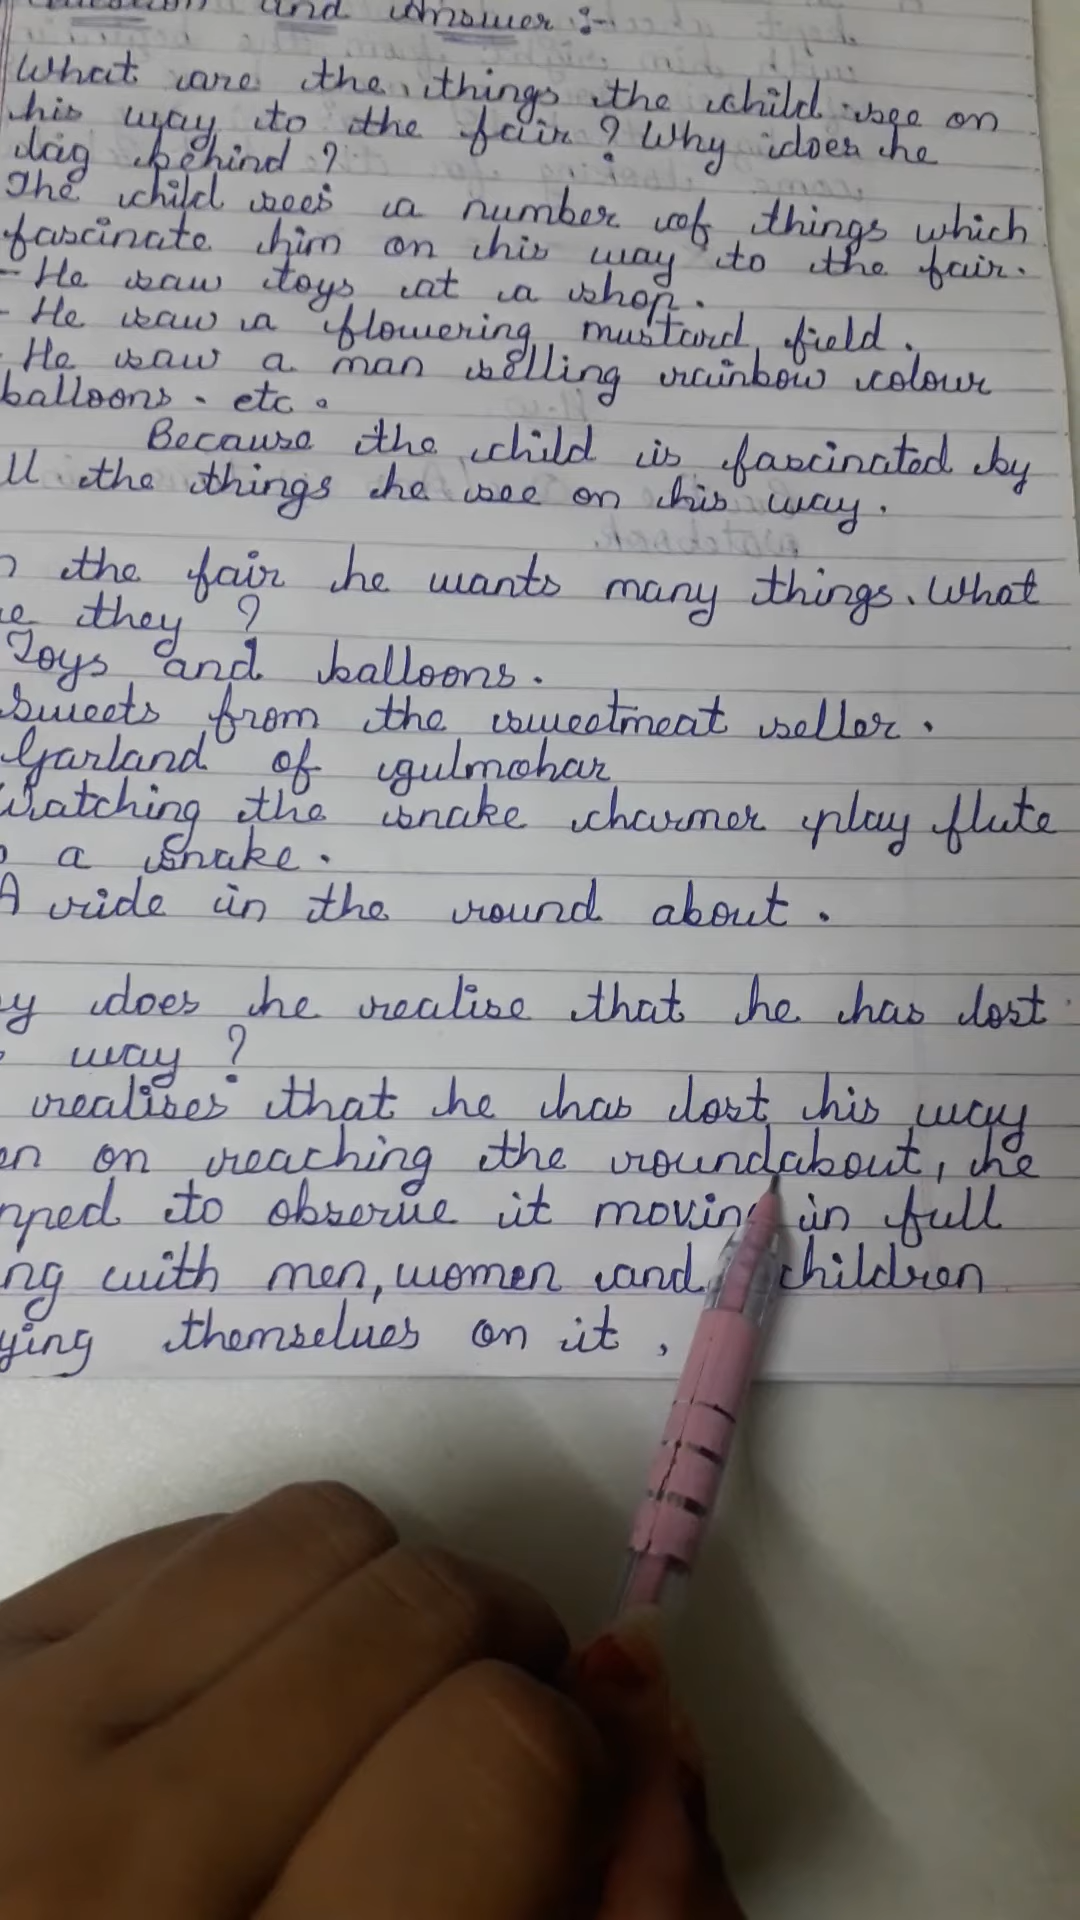 and Answer :-
What are the things the child see on
his way to the fair ? Why does he
lag behind ?
The child sees a number of things which
fascinate him on his way to the fair.
- He saw toys at a shop.
- He saw a flowering mustard field.
- He saw a man selling rainbow colour
balloons. etc.
Because the child is fascinated by
ll the things he see on his way.
the fair he wants many things. What
e they ?
Toys and balloons.
Sweets from the sweetmeat seller.
Garland of gulmohar
Watching the snake charmer play flute
a snake.
A ride in the round about.
y does he realise that he has lost
way ?
realises that he has lost his way
en on reaching the roundabout, he
pped to observe it moving in full
ng with men, women and children
ying themselves on it.